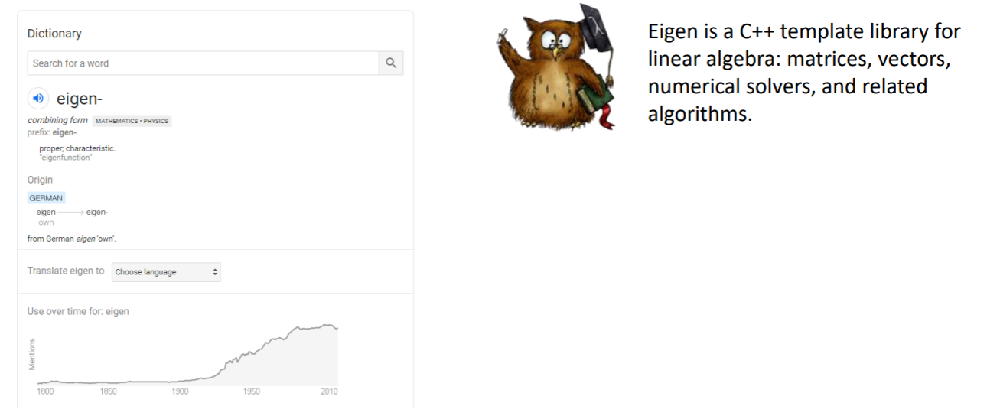 Dictionary
Search for a word
eigen-
combining form MATHEMATICS • PHYSICS
prefix: eigen-
proper; characteristic.
"eigenfunction"
Origin
GERMAN
eigen eigen-
own
from German eigen 'own'.
Translate eigen to Choose language
Use over time for: eigen
Mentions
1800 1850 1900 1950 2010
λ
Eigen is a C++ template library for
linear algebra: matrices, vectors,
numerical solvers, and related
algorithms.